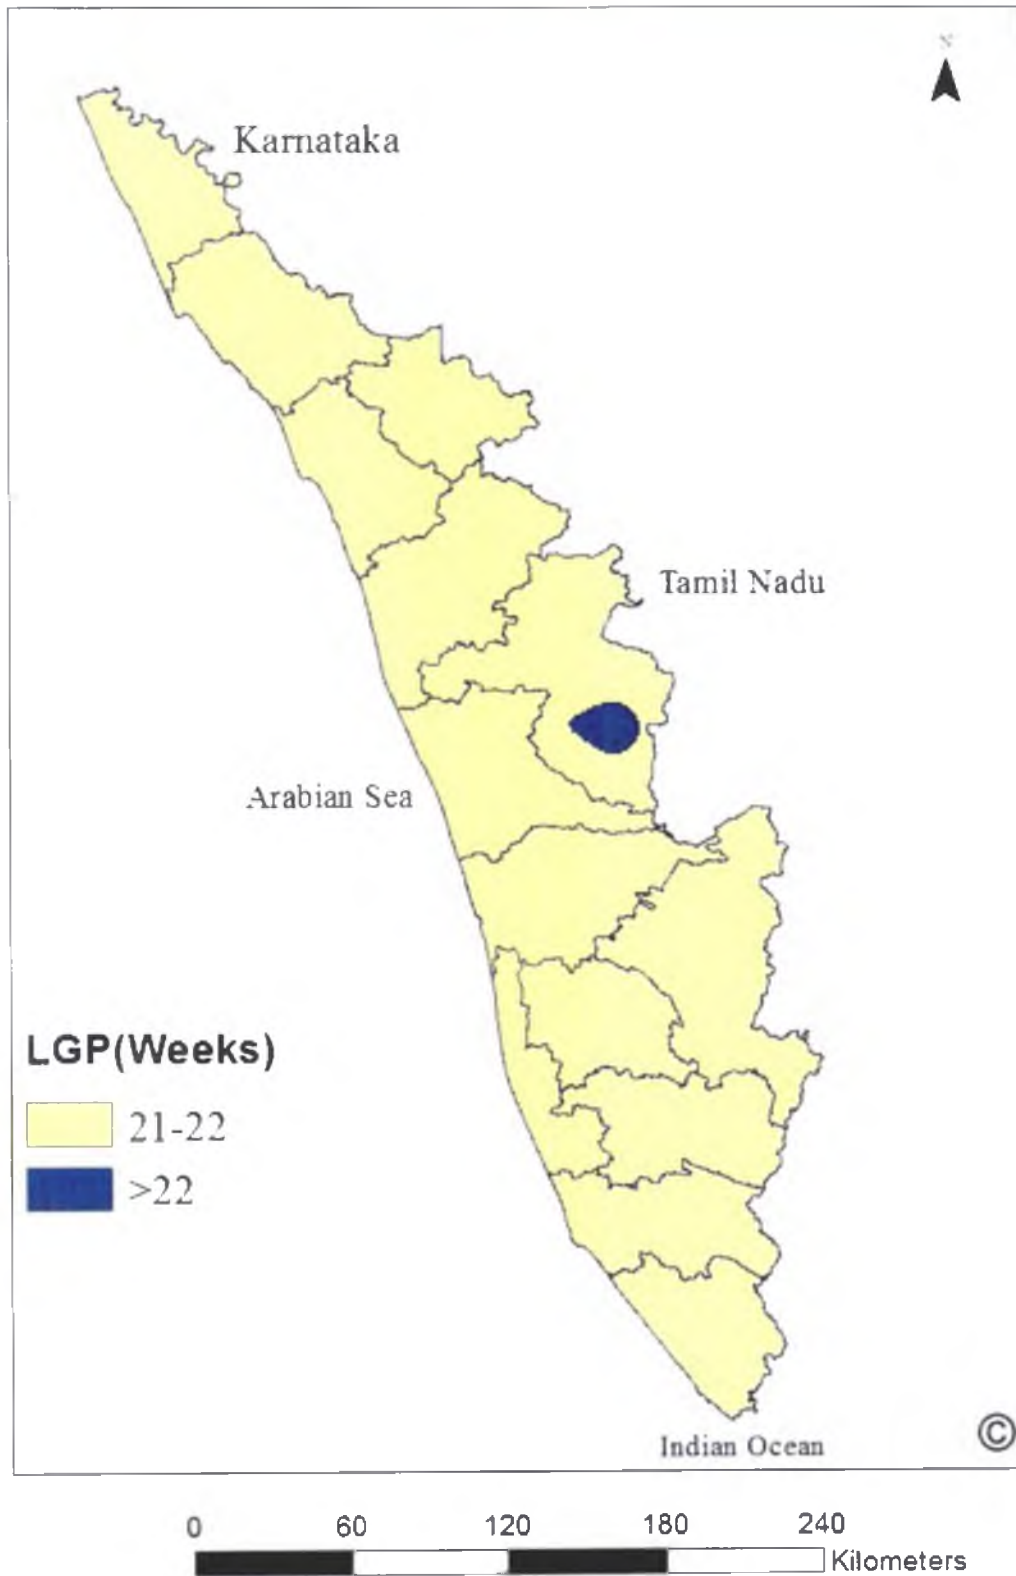 N
Karnataka
Tamil Nadu
Arabian Sea
LGP(Weeks)
21-22
>22
Indian Ocean
©
0 60 120 180 240
Kilometers